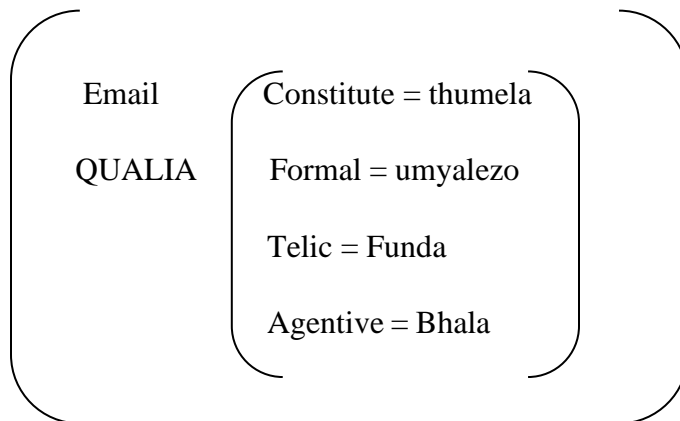 Email Constitute = thumela
QUALIA Formal = umyalezo
Telic = Funda
Agentive = Bhala